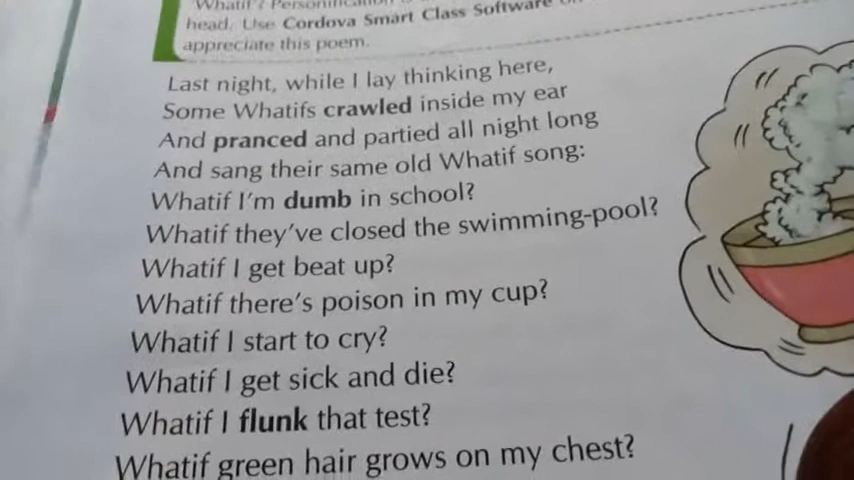 Whatif? Personification is
head. Use Cordova Smart Class Software on
appreciate this poem.
Last night, while I lay thinking here,
Some Whatifs crawled inside my ear
And pranced and partied all night long
And sang their same old Whatif song:
Whatif I'm dumb in school?
Whatif they've closed the swimming-pool?
Whatif I get beat up?
Whatif there's poison in my cup?
Whatif I start to cry?
Whatif I get sick and die?
Whatif I flunk that test?
Whatif green hair grows on my chest?